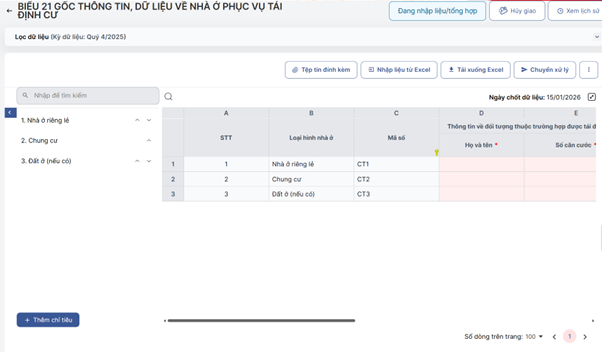 BIỂU 21 GỐC THÔNG TIN, DỮ LIỆU VỀ NHÀ Ở PHỤC VỤ TÁI
ĐỊNH CƯ
Đang nhập liệu/tổng hợp
Hủy giao
Xem lịch sử
Lọc dữ liệu (Kỳ dữ liệu: Quý 4/2025)
Tệp tin đính kèm
Nhập liệu từ Excel
Tải xuống Excel
Chuyển xử lý
Nhập để tìm kiếm
Ngày chốt dữ liệu: 15/01/2026
1. Nhà ở riêng lẻ
2. Chung cư
3. Đất ở (nếu có)
A B C D E
Thông tin về đối tượng thuộc trường hợp được tái đ
STT Loại hình nhà ở Mã số Họ và tên * Số căn cước *
1 1 Nhà ở riêng lẻ CT1
2 2 Chung cư CT2
3 3 Đất ở (nếu có) CT3
+ Thêm chỉ tiêu
Số dòng trên trang: 100 1